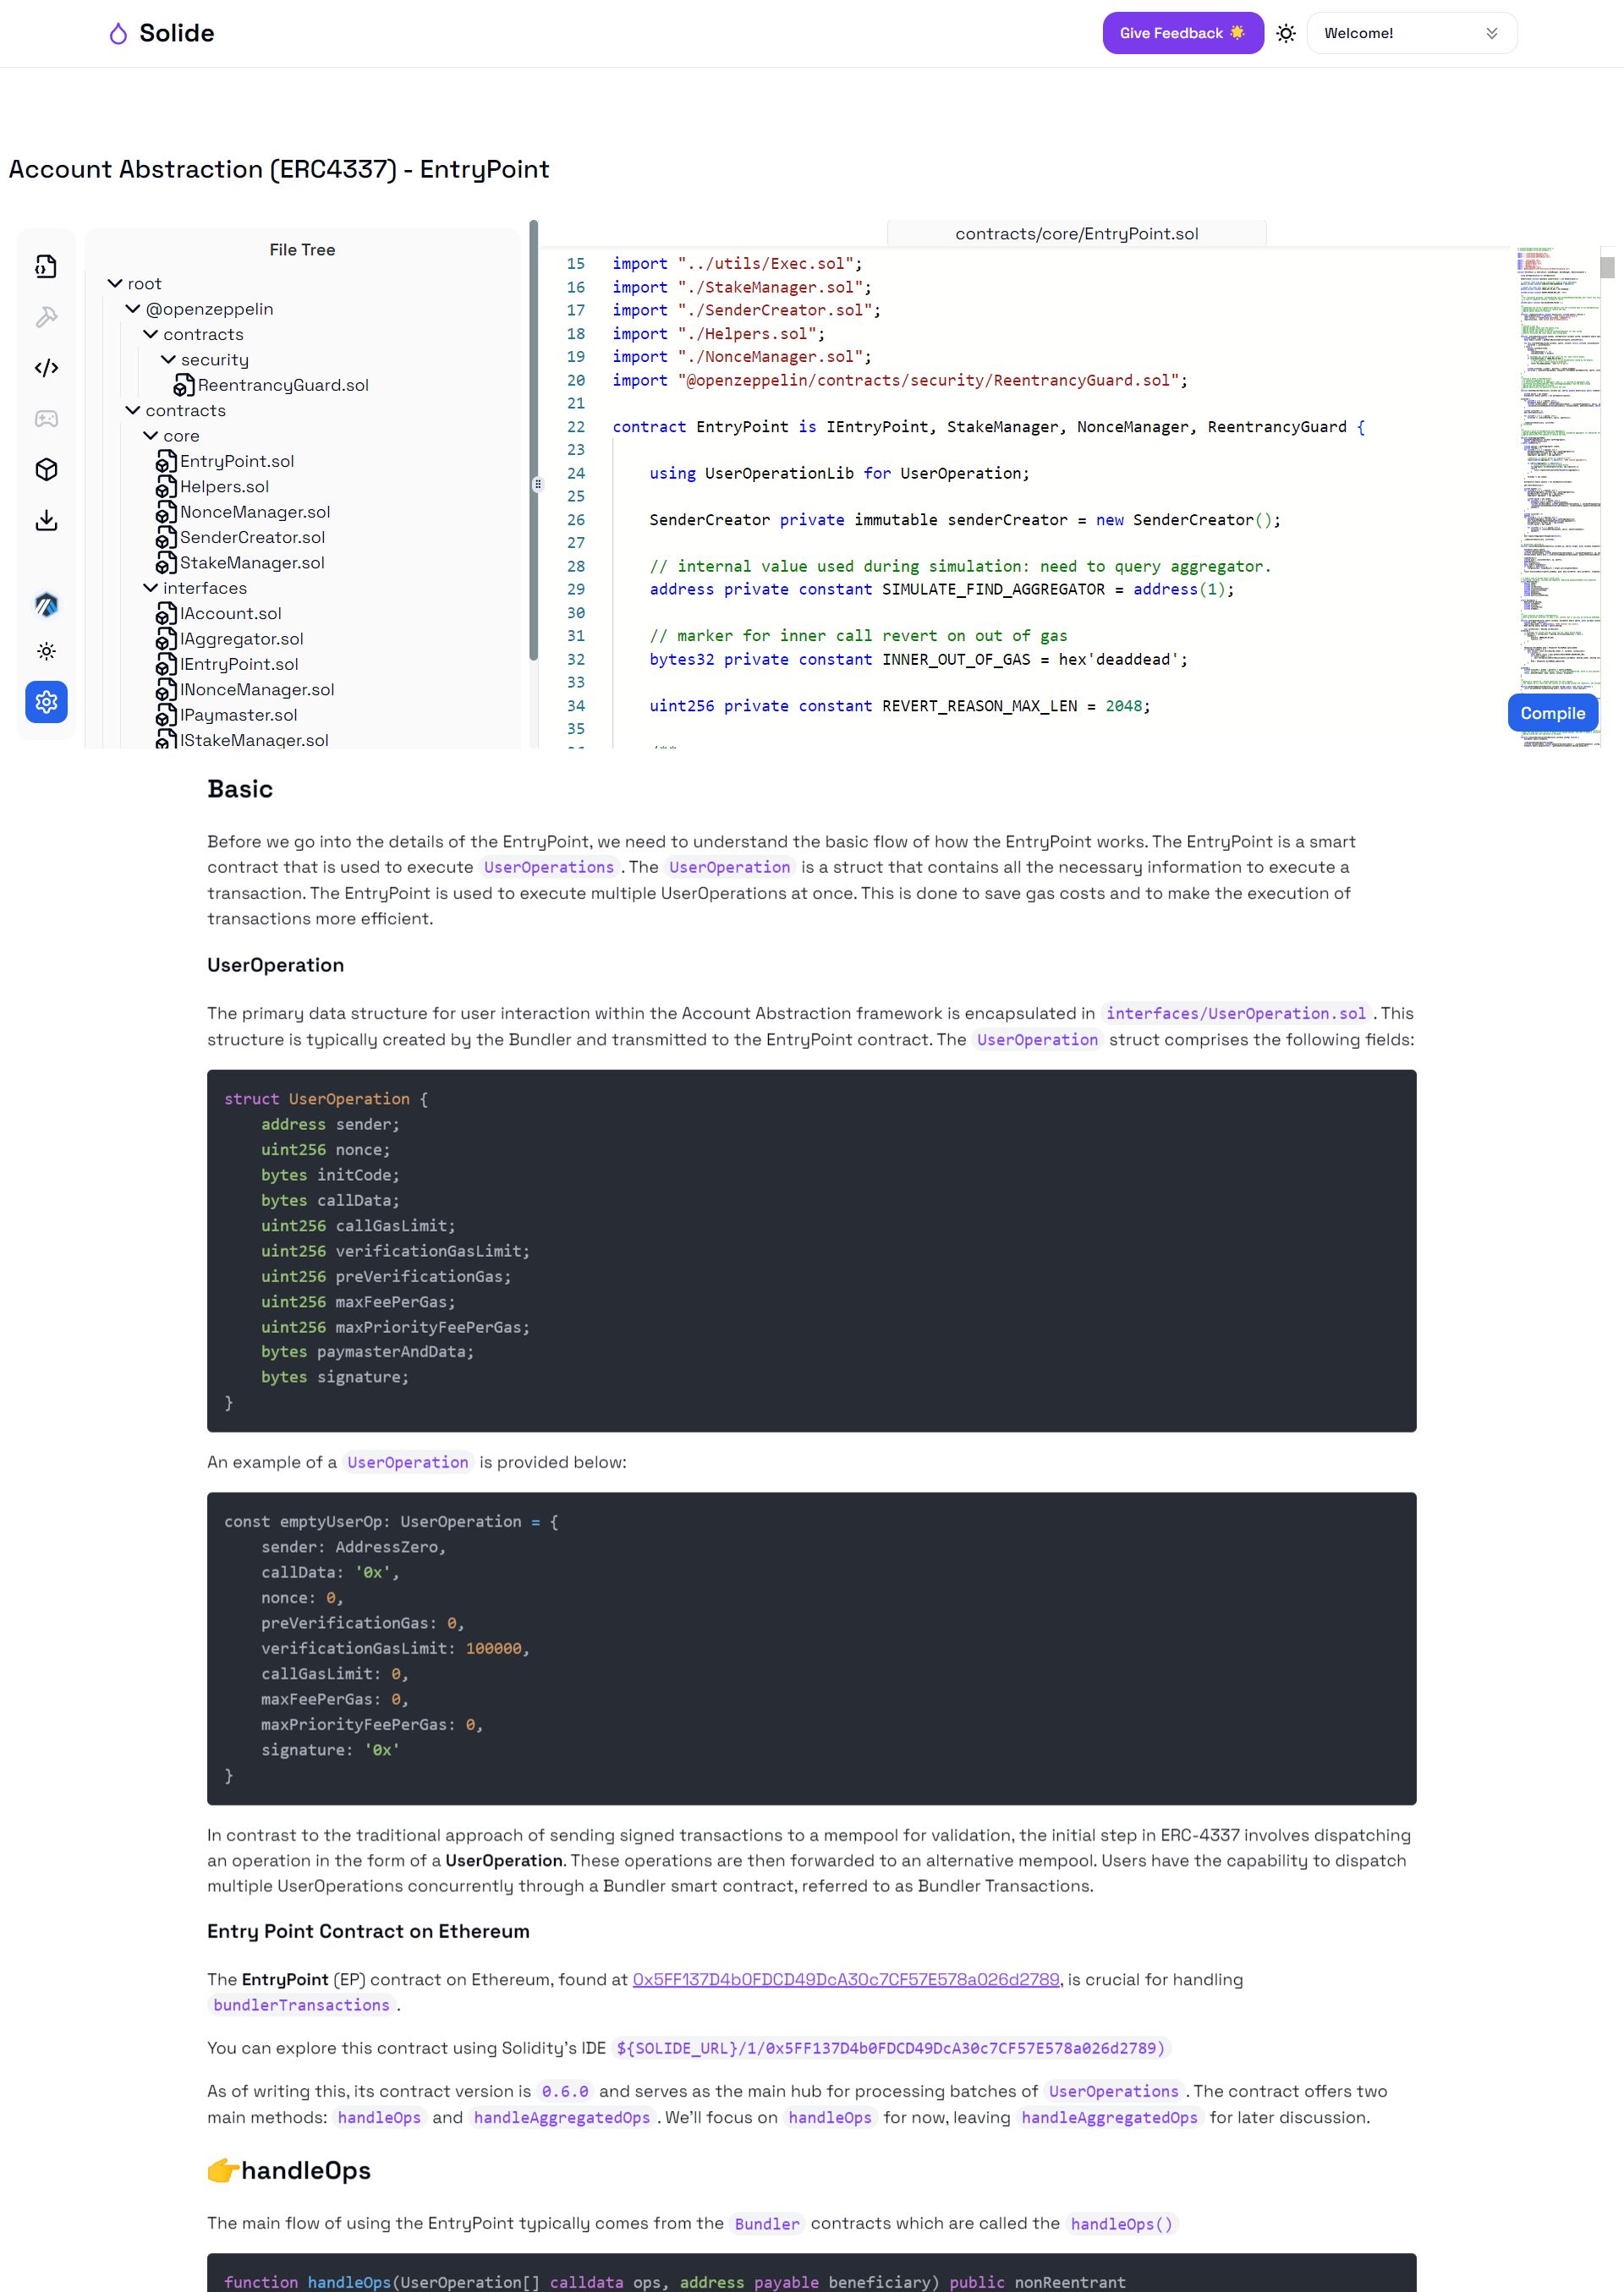 Solide
Give Feedback 🌟
Welcome!
Account Abstraction (ERC4337) - EntryPoint
File Tree
root
@openzeppelin
contracts
security
ReentrancyGuard.sol
contracts
core
EntryPoint.sol
Helpers.sol
NonceManager.sol
SenderCreator.sol
StakeManager.sol
interfaces
IAccount.sol
IAggregator.sol
IEntryPoint.sol
INonceManager.sol
IPaymaster.sol
IStakeManager.sol
contracts/core/EntryPoint.sol
15 import "../utils/Exec.sol";
16 import "./StakeManager.sol";
17 import "./SenderCreator.sol";
18 import "./Helpers.sol";
19 import "./NonceManager.sol";
20 import "@openzeppelin/contracts/security/ReentrancyGuard.sol";
21
22 contract EntryPoint is IEntryPoint, StakeManager, NonceManager, ReentrancyGuard {
23
24 using UserOperationLib for UserOperation;
25
26 SenderCreator private immutable senderCreator = new SenderCreator();
27
28 // internal value used during simulation: need to query aggregator.
29 address private constant SIMULATE_FIND_AGGREGATOR = address(1);
30
31 // marker for inner call revert on out of gas
32 bytes32 private constant INNER_OUT_OF_GAS = hex'deaddead';
33
34 uint256 private constant REVERT_REASON_MAX_LEN = 2048;
35
Compile
Basic
Before we go into the details of the EntryPoint, we need to understand the basic flow of how the EntryPoint works. The EntryPoint is a smart
contract that is used to execute UserOperations. The UserOperation is a struct that contains all the necessary information to execute a
transaction. The EntryPoint is used to execute multiple UserOperations at once. This is done to save gas costs and to make the execution of
transactions more efficient.
UserOperation
The primary data structure for user interaction within the Account Abstraction framework is encapsulated in interfaces/UserOperation.sol. This
structure is typically created by the Bundler and transmitted to the EntryPoint contract. The UserOperation struct comprises the following fields:
struct UserOperation {
address sender;
uint256 nonce;
bytes initCode;
bytes callData;
uint256 callGasLimit;
uint256 verificationGasLimit;
uint256 preVerificationGas;
uint256 maxFeePerGas;
uint256 maxPriorityFeePerGas;
bytes paymasterAndData;
bytes signature;
}
An example of a UserOperation is provided below:
const emptyUserOp: UserOperation = {
sender: AddressZero,
callData: '0x',
nonce: 0,
preVerificationGas: 0,
verificationGasLimit: 100000,
callGasLimit: 0,
maxFeePerGas: 0,
maxPriorityFeePerGas: 0,
signature: '0x'
}
In contrast to the traditional approach of sending signed transactions to a mempool for validation, the initial step in ERC-4337 involves dispatching
an operation in the form of a UserOperation. These operations are then forwarded to an alternative mempool. Users have the capability to dispatch
multiple UserOperations concurrently through a Bundler smart contract, referred to as Bundler Transactions.
Entry Point Contract on Ethereum
The EntryPoint (EP) contract on Ethereum, found at 0x5FF137D4b0FDCD49DcA30c7CF57E578a026d2789, is crucial for handling
bundlerTransactions.
You can explore this contract using Solidity's IDE ${SOLIDE_URL}/1/0x5FF137D4b0FDCD49DcA30c7CF57E578a026d2789)
As of writing this, its contract version is 0.6.0 and serves as the main hub for processing batches of UserOperations. The contract offers two
main methods: handleOps and handleAggregatedOps. We'll focus on handleOps for now, leaving handleAggregatedOps for later discussion.
👉handleOps
The main flow of using the EntryPoint typically comes from the Bundler contracts which are called the handleOps()
function handleOps(UserOperation[] calldata ops, address payable beneficiary) public nonReentrant